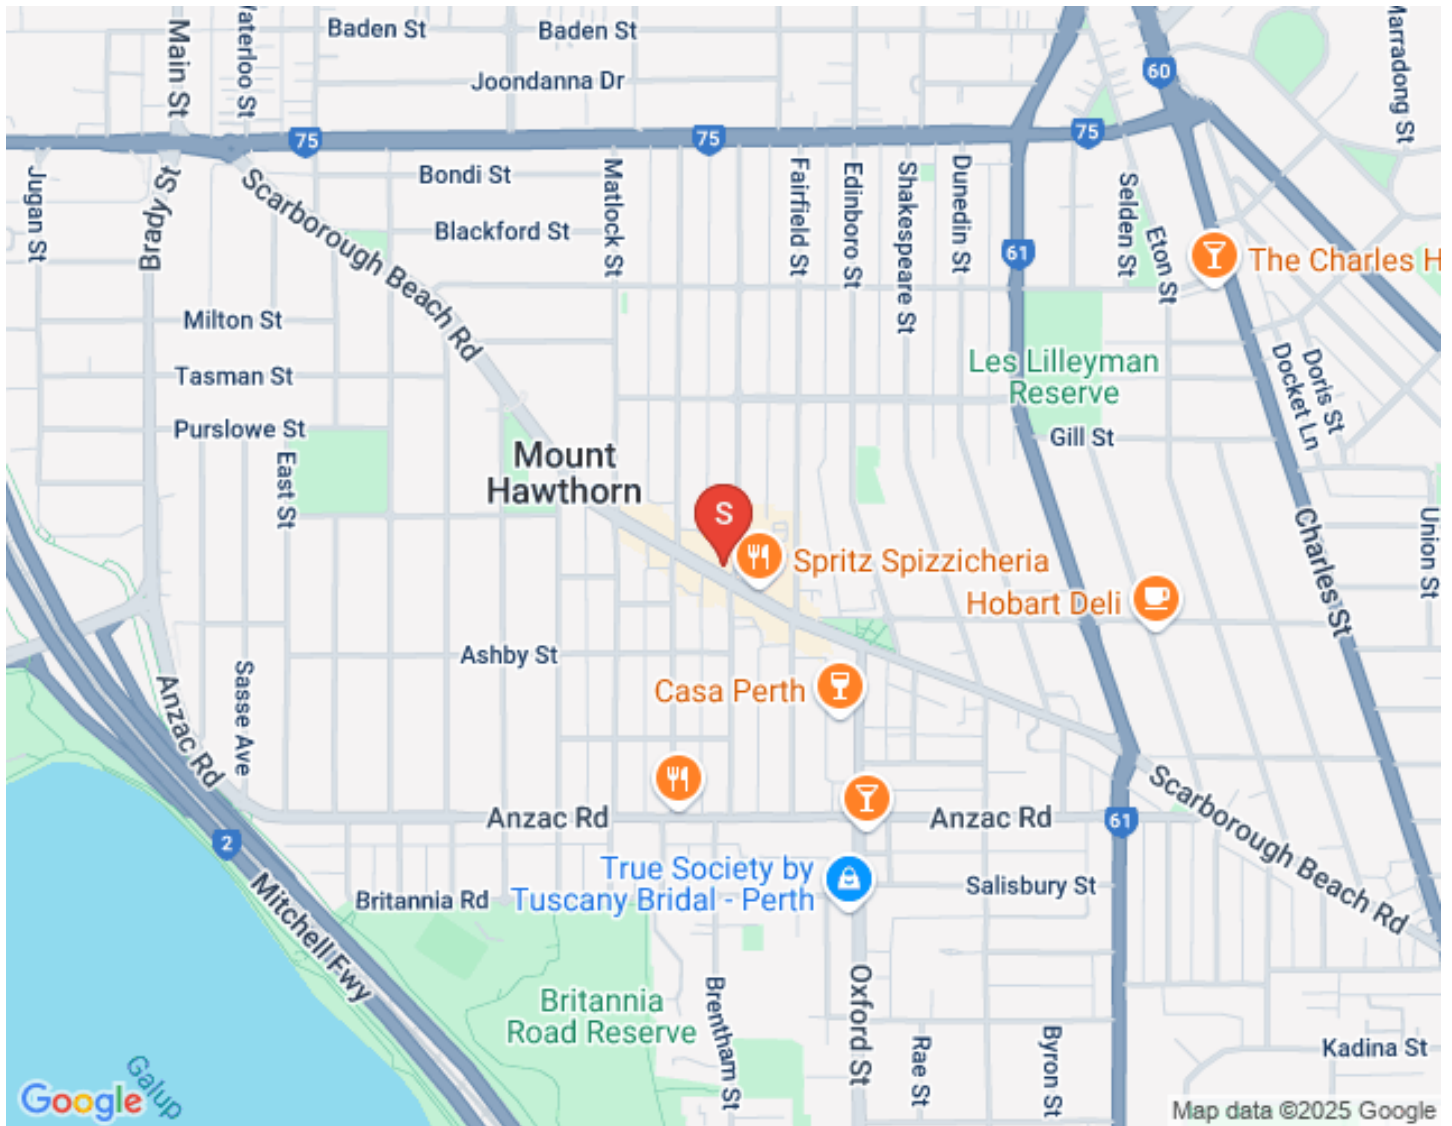 Baden St
Baden St
Main St
Waterloo St
Joondanna Dr
60
Marradong St
75
75
75
Jugan St
Bready St
Scarborough Beach Rd
Bondi St
Matlock St
Fairfield St
Edinboro St
Shakespeare St
Dunedin St
Selden St
Eton St
Blackford St
61
The Charles H
Milton St
Tasman St
Purslowe St
East St
Les Lilleyman
Reserve
Doris St
Docket Ln
Gill St
Mount
Hawthorn
S
Spritz Spizzicheria
Hobart Deli
Charles St
Union St
Ashby St
Sasse Ave
Casa Perth
Anzac Rd
Anzac Rd
Anzac Rd
61
Scarborough Beach Rd
2
Mitchell Fwy
True Society by
Tuscany Bridal - Perth
Britannia Rd
Salisbury St
Britannia
Road Reserve
Brentham St
Oxford St
Rae St
Byron St
Kadina St
Galup
Google
Map data ©2025 Google